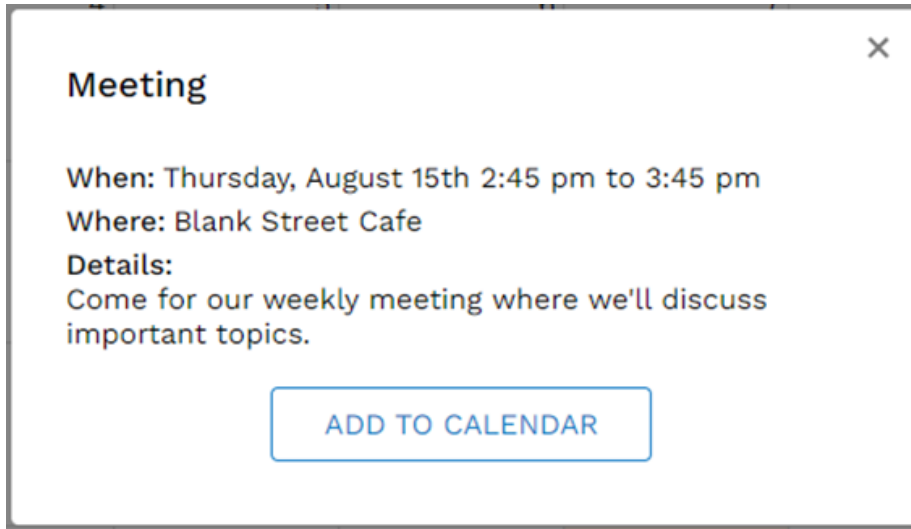 Meeting
When: Thursday, August 15th 2:45 pm to 3:45 pm
Where: Blank Street Cafe
Details:
Come for our weekly meeting where we'll discuss
important topics.
ADD TO CALENDAR